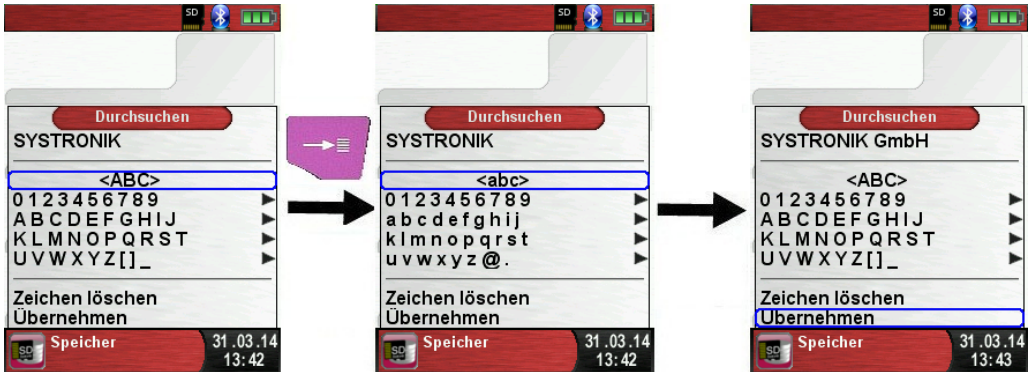 SD
Durchsuchen
SYSTRONIK
<ABC>
0 1 2 3 4 5 6 7 8 9
A B C D E F G H I J
K L M N O P Q R S T
U V W X Y Z [ ] _
Zeichen löschen
Übernehmen
SD
Speicher
31.03.14
13:42
SD
Durchsuchen
SYSTRONIK
<abc>
0 1 2 3 4 5 6 7 8 9
a b c d e f g h i j
k l m n o p q r s t
u v w x y z @ .
Zeichen löschen
Übernehmen
SD
Speicher
31.03.14
13:42
SD
Durchsuchen
SYSTRONIK GmbH
<ABC>
0 1 2 3 4 5 6 7 8 9
A B C D E F G H I J
K L M N O P Q R S T
U V W X Y Z [ ] _
Zeichen löschen
Übernehmen
SD
Speicher
31.03.14
13:43